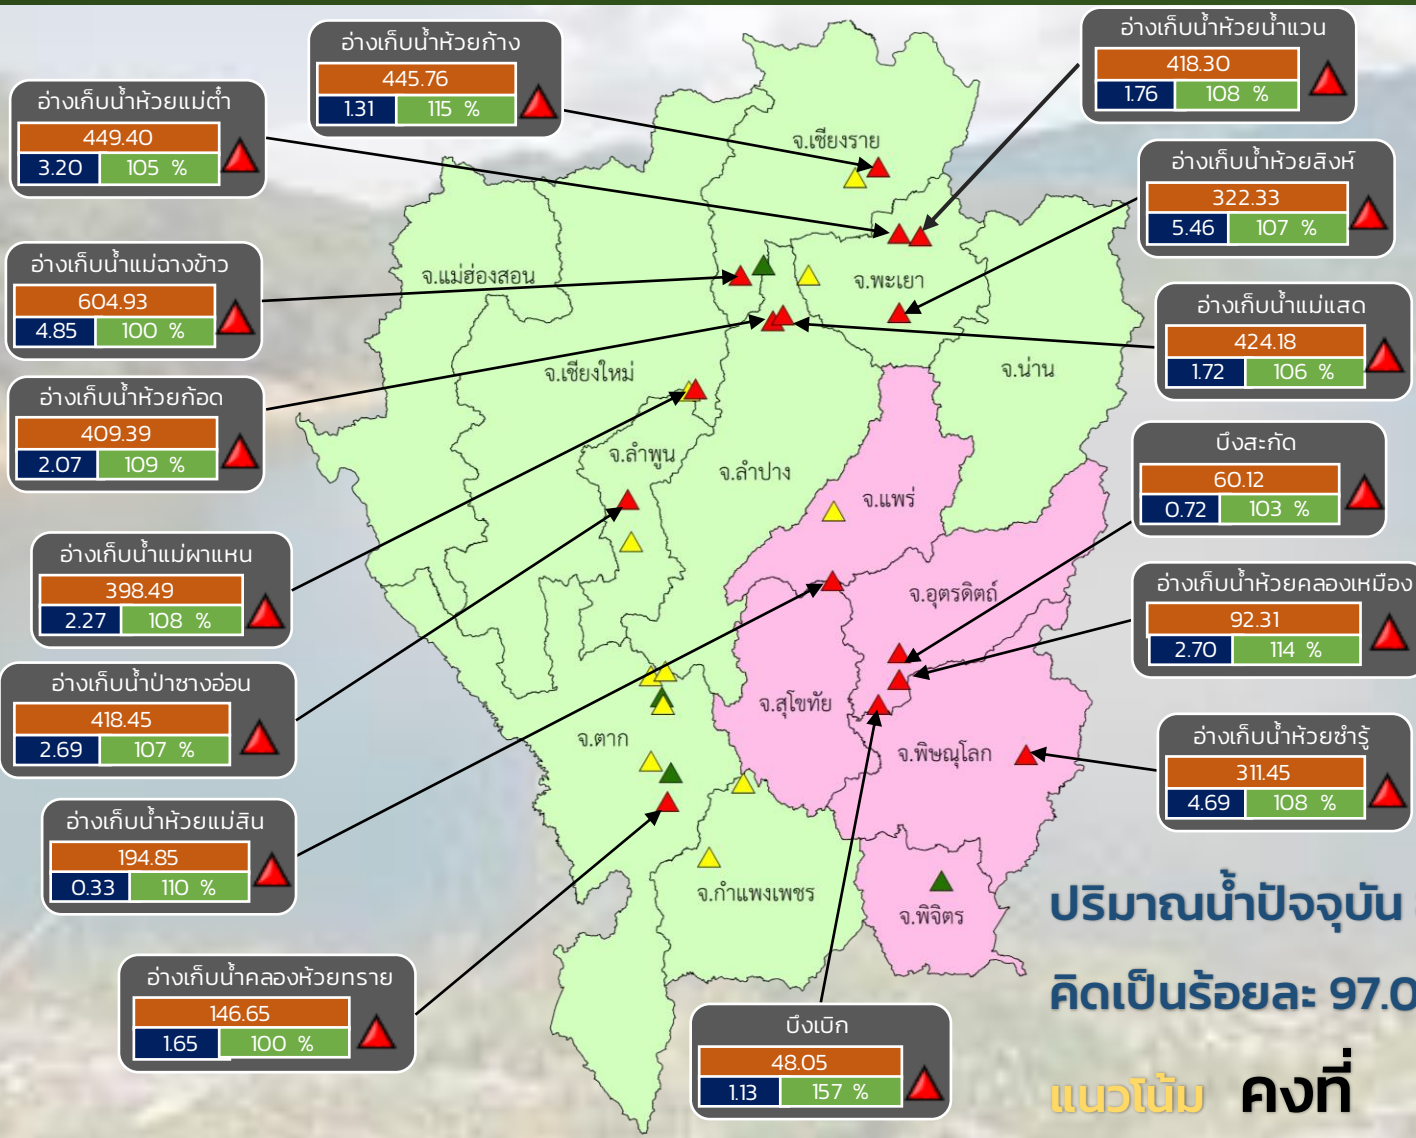 อ่างเก็บน้ำห้วยก้าง
445.76
1.31 115 %
อ่างเก็บน้ำห้วยน้ำแวน
418.30
1.76 108 %
อ่างเก็บน้ำห้วยแม่ต่ำ
449.40
3.20 105 %
อ่างเก็บน้ำห้วยสิงห์
322.33
5.46 107 %
อ่างเก็บน้ำแม่ฉางข้าว
604.93
4.85 100 %
อ่างเก็บน้ำแม่แสด
424.18
1.72 106 %
อ่างเก็บน้ำห้วยก้อด
409.39
2.07 109 %
บึงสะกัด
60.12
0.72 103 %
อ่างเก็บน้ำแม่ผาแหน
398.49
2.27 108 %
อ่างเก็บน้ำห้วยคลองเหมือง
92.31
2.70 114 %
อ่างเก็บน้ำป่าซางอ่อน
418.45
2.69 107 %
อ่างเก็บน้ำห้วยซำรู้
311.45
4.69 108 %
อ่างเก็บน้ำห้วยแม่สิน
194.85
0.33 110 %
อ่างเก็บน้ำคลองห้วยทราย
146.65
1.65 100 %
บึงเบิก
48.05
1.13 157 %
จ.เชียงราย
จ.แม่ฮ่องสอน
จ.พะเยา
จ.เชียงใหม่
จ.น่าน
จ.ลำพูน
จ.ลำปาง
จ.แพร่
จ.อุตรดิตถ์
จ.สุโขทัย
จ.ตาก
จ.พิษณุโลก
จ.กำแพงเพชร
จ.พิจิตร
ปริมาณน้ำปัจจุบัน
คิดเป็นร้อยละ 97.0
แนวโน้ม คงที่